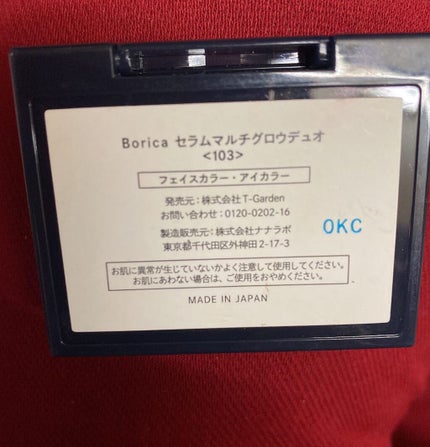 Borica セラムマルチグロウデュオ
<103>
フェイスカラー・アイカラー
発売元：株式会社T-Garden
お問い合わせ：0120-0202-16
製造販売元：株式会社ナナラボ
東京都千代田区外神田2-17-3
OKC
お肌に異常が生じていないかよく注意して使用してください。
お肌にあわない場合は、ご使用をおやめください。
MADE IN JAPAN